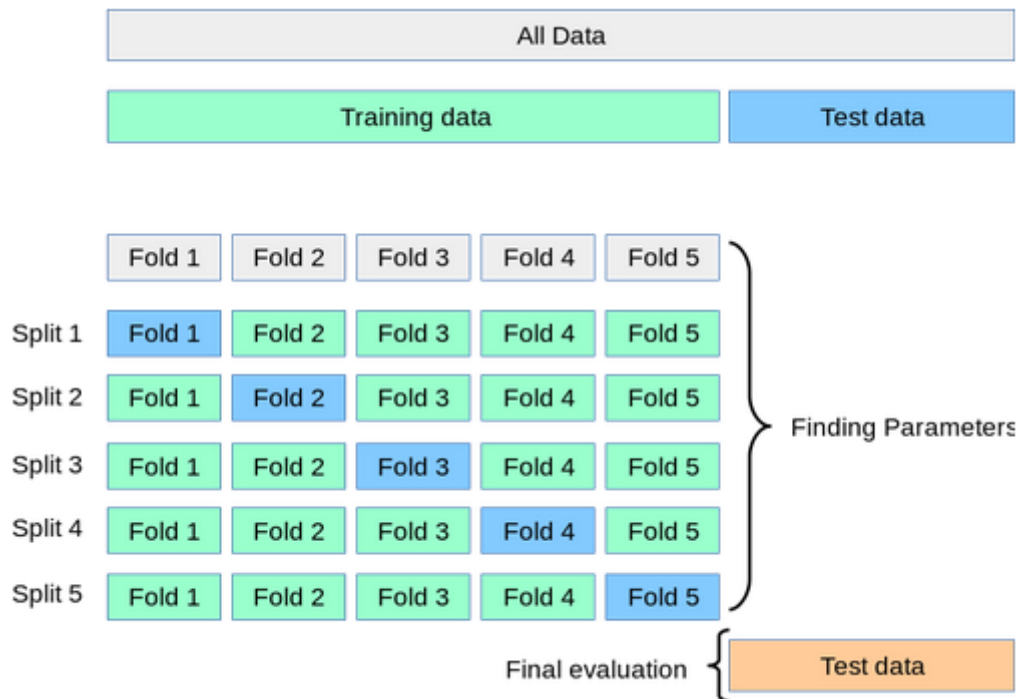 All Data
Training data Test data
Fold 1 Fold 2 Fold 3 Fold 4 Fold 5
Split 1 Fold 1 Fold 2 Fold 3 Fold 4 Fold 5
Split 2 Fold 1 Fold 2 Fold 3 Fold 4 Fold 5
Finding Parameters
Split 3 Fold 1 Fold 2 Fold 3 Fold 4 Fold 5
Split 4 Fold 1 Fold 2 Fold 3 Fold 4 Fold 5
Split 5 Fold 1 Fold 2 Fold 3 Fold 4 Fold 5
Final evaluation Test data